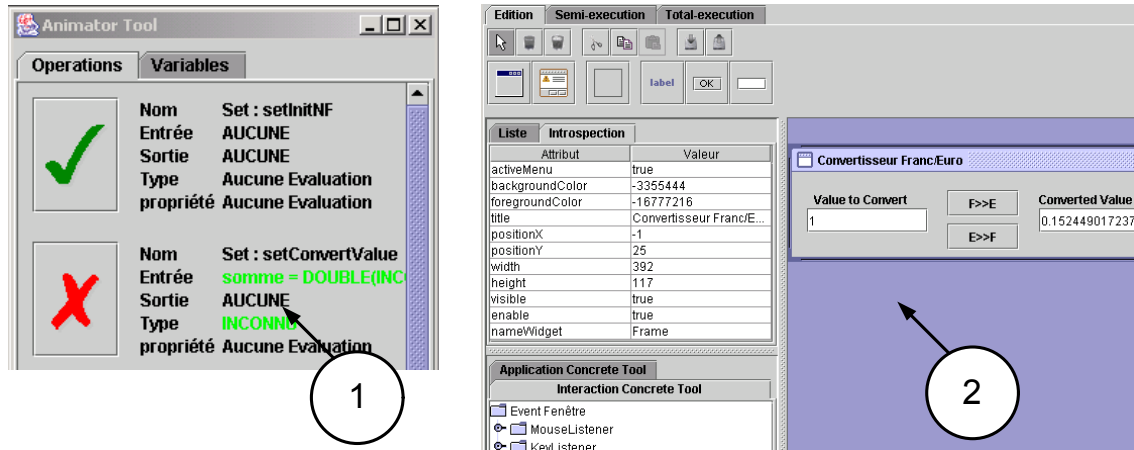 Animator Tool
Operations Variables
Nom Set : setInitNF
Entrée AUCUNE
Sortie AUCUNE
Type Aucune Evaluation
propriété Aucune Evaluation
Nom Set : setConvertValue
Entrée somme = DOUBLE(INC
Sortie AUCUNE
Type INCONNU
propriété Aucune Evaluation
1
Edition Semi-execution Total-execution
label OK
Liste Introspection
Attribut Valeur
activeMenu true
backgroundColor -3355444
foregroundColor -16777216
title Convertisseur Franc/E...
positionX -1
positionY 25
width 392
height 117
visible true
enable true
nameWidget Frame
Application Concrete Tool
Interaction Concrete Tool
Event Fenêtre
MouseListener
KeyListener
Convertisseur Franc/Euro
Value to Convert F>>E Converted Value
1 0.152449017237
E>>F
2